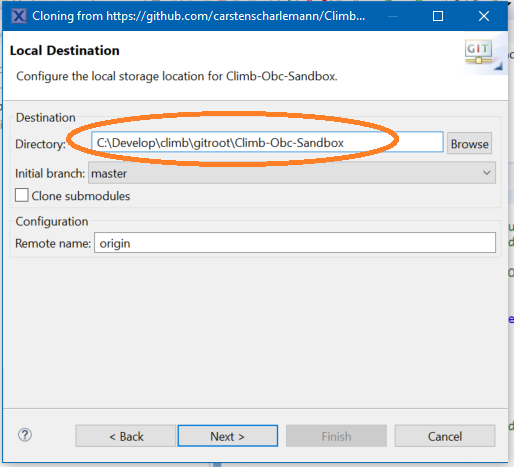 Cloning from https://github.com/carstenscharlemann/Climb...
Local Destination
GIT
Configure the local storage location for Climb-Obc-Sandbox.
Destination
Directory: C:\Develop\climb\gitroot\Climb-Obc-Sandbox Browse
Initial branch: master
Clone submodules
Configuration
Remote name: origin
< Back Next > Finish Cancel